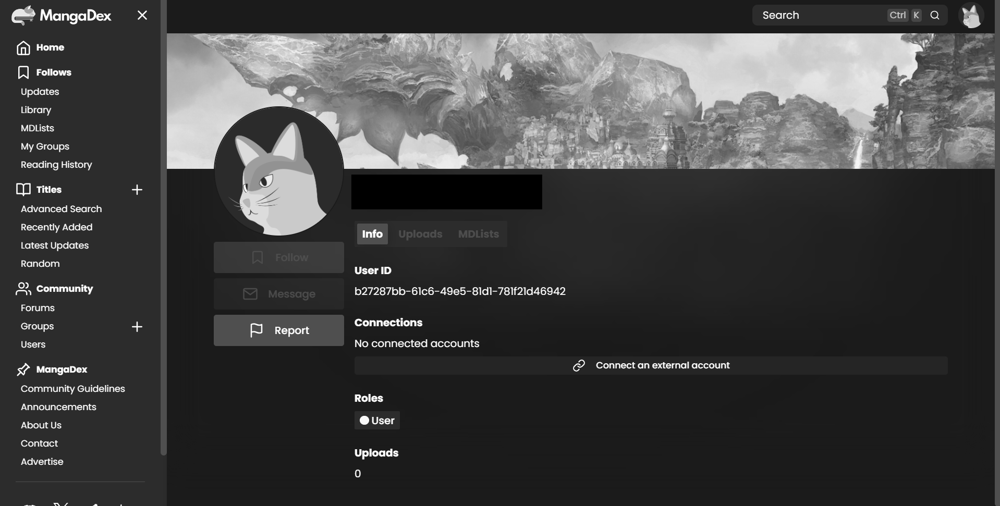 MangaDex
Home
Follows
Updates
Library
MDLists
My Groups
Reading History
Titles
Advanced Search
Recently Added
Latest Updates
Random
Community
Forums
Groups
Users
MangaDex
Community Guidelines
Announcements
About Us
Contact
Advertise
Search Ctrl K
Follow
Message
Report
Info Uploads MDLists
User ID
b27287bb-61c6-49e5-81d1-781f21d46942
Connections
No connected accounts
Connect an external account
Roles
User
Uploads
0